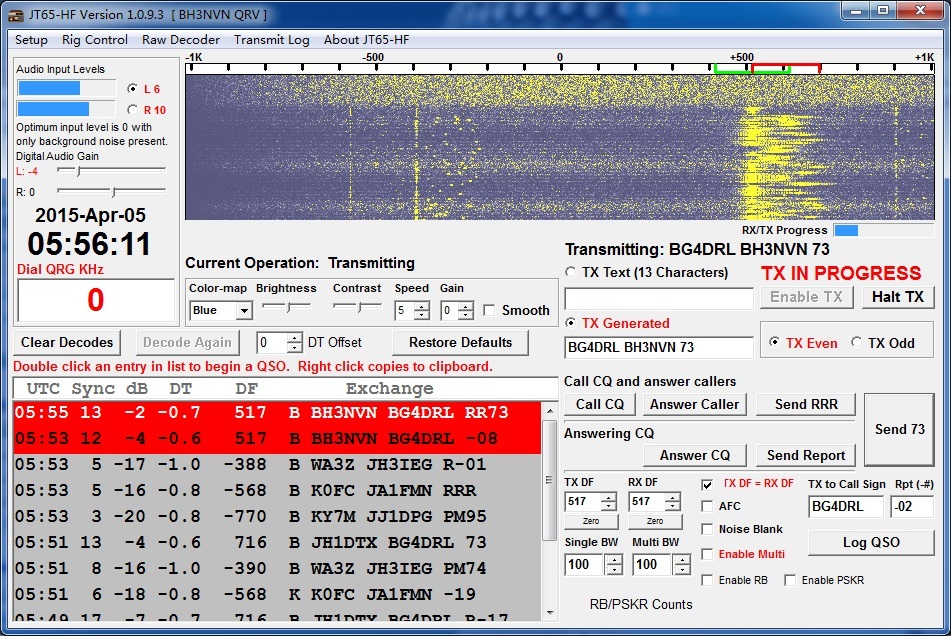 JT65-HF Version 1.0.9.3 [ BH3NVN QRV ]
Setup Rig Control Raw Decoder Transmit Log About JT65-HF
Audio Input Levels
L 6
R 10
Optimum input level is 0 with
only background noise present.
Digital Audio Gain
L: -4
R: 0
2015-Apr-05
05:56:11
Dial QRG KHz
0
-1K -500 0 +500 +1K
RX/TX Progress
Current Operation: Transmitting
Color-map Brightness Contrast Speed Gain
Blue 5 0 Smooth
Transmitting: BG4DRL BH3NVN 73
TX Text (13 Characters)
TX IN PROGRESS
Enable TX Halt TX
TX Generated
BG4DRL BH3NVN 73
TX Even TX Odd
Clear Decodes Decode Again 0 DT Offset Restore Defaults
Double click an entry in list to begin a QSO. Right click copies to clipboard.
UTC Sync dB DT DF Exchange
05:55 13 -2 -0.7 517 B BH3NVN BG4DRL RR73
05:53 12 -4 -0.6 517 B BH3NVN BG4DRL -08
05:53 5 -17 -1.0 -388 B WA3Z JH3IEG R-01
05:53 5 -16 -0.8 -568 B K0FC JA1FMN RRR
05:53 3 -20 -0.8 -770 B KY7M JJ1DPG PM95
05:51 13 -4 -0.6 716 B JH1DTX BG4DRL 73
05:51 8 -16 -1.0 -390 B WA3Z JH3IEG PM74
05:51 6 -18 -0.8 -568 K K0FC JA1FMN -19
05:49 17 -7 -0.7 716 B JH1DTX BG4DRL R-17
Call CQ and answer callers
Call CQ Answer Caller Send RRR
Send 73
Answering CQ
Answer CQ Send Report
TX DF RX DF
517 517
Zero Zero
Single BW Multi BW
100 100
TX DF = RX DF
AFC
Noise Blank
Enable Multi
Enable RB Enable PSKR
TX to Call Sign Rpt (-#)
BG4DRL -02
Log QSO
RB/PSKR Counts